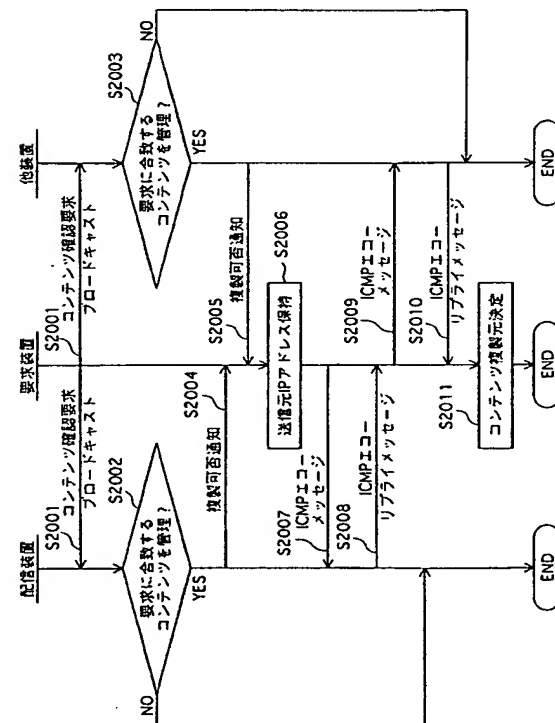 配信装置
要求装置
他装置
S2001
コンテンツ確認要求
ブロードキャスト
S2001
コンテンツ確認要求
ブロードキャスト
S2002
要求に合致する
コンテンツを管理?
NO
YES
S2003
要求に合致する
コンテンツを管理?
NO
YES
S2004
複製可否通知
S2005
複製可否通知
S2006
送信元IPアドレス保持
S2007
ICMPエコー
メッセージ
S2008
ICMPエコー
リプライメッセージ
S2009
ICMPエコー
メッセージ
S2010
ICMPエコー
リプライメッセージ
S2011
コンテンツ複製元決定
END
END
END